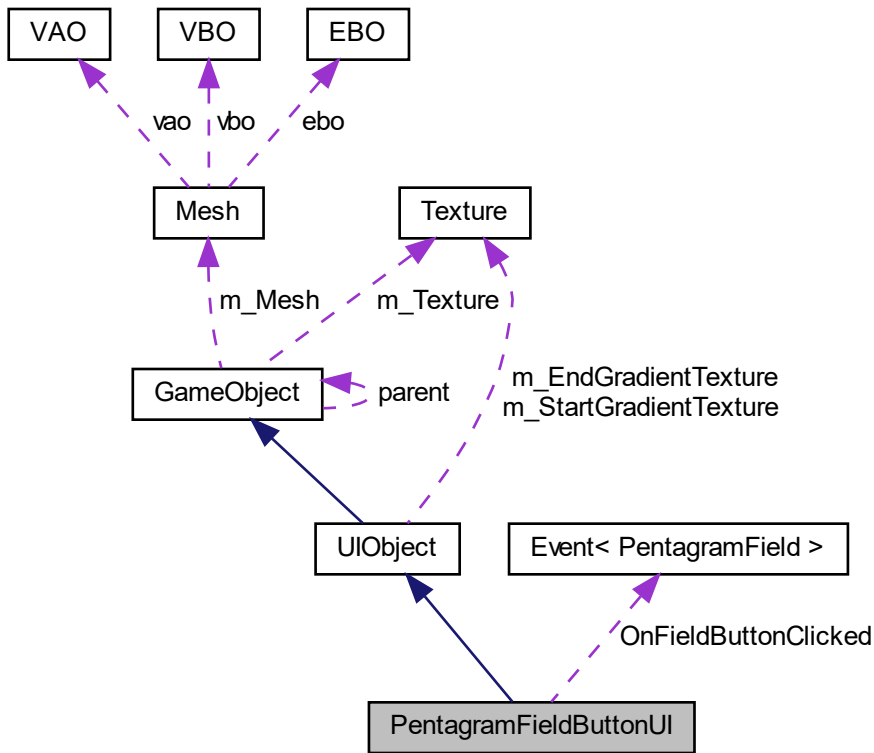 VAO
VBO
EBO
vao
vbo
ebo
Mesh
Texture
m_Mesh
m_Texture
GameObject
parent
m_EndGradientTexture
m_StartGradientTexture
UIObject
Event< PentagramField >
OnFieldButtonClicked
PentagramFieldButtonUI